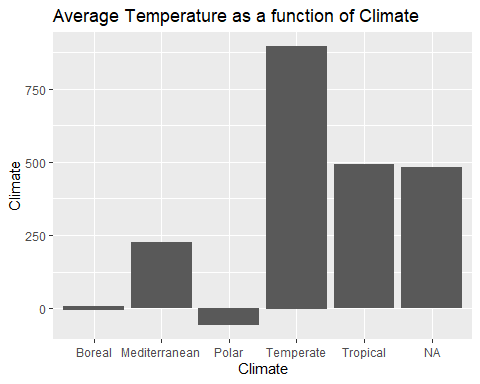 Average Temperature as a function of Climate
Climate
750
500
250
0
Boreal Mediterranean Polar Temperate Tropical NA
Climate